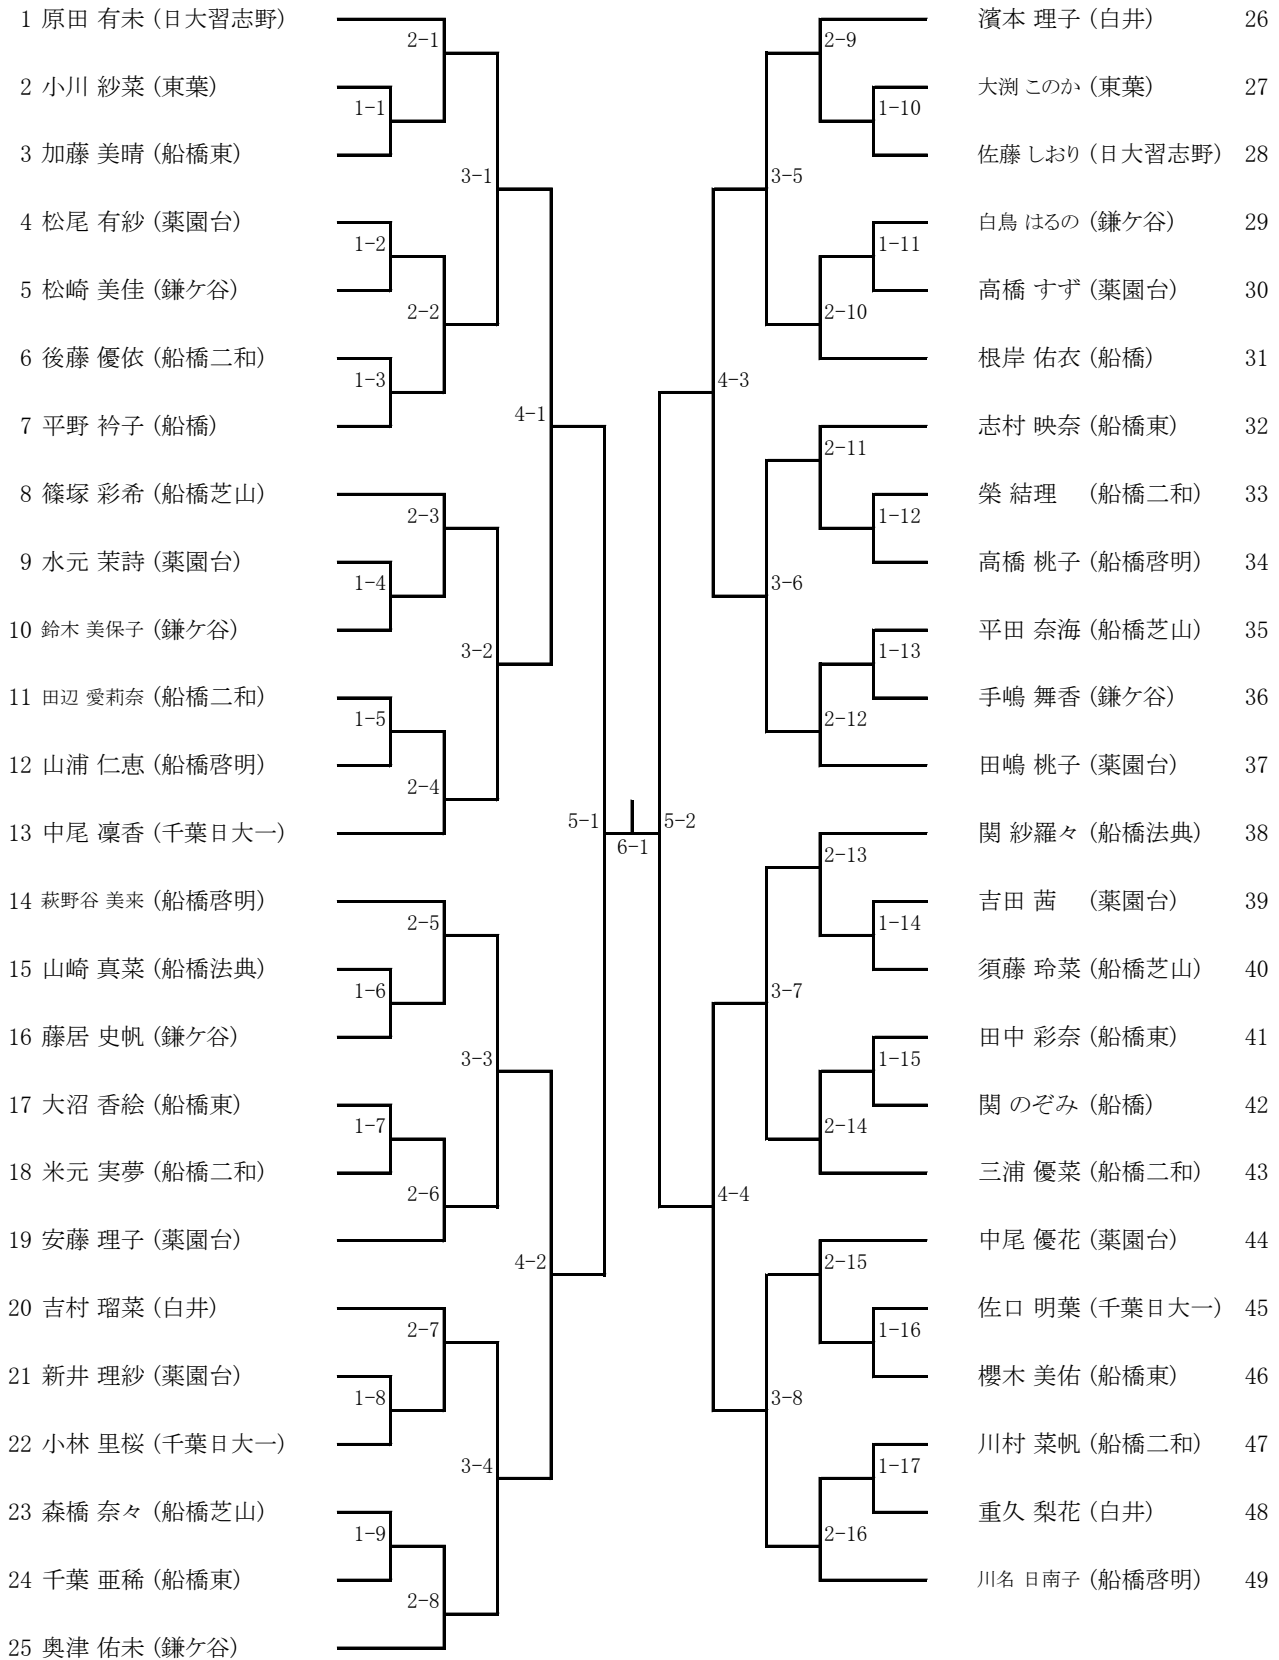 1 原田 有未 (日大習志野)
2 小川 紗菜 (東葉)
3 加藤 美晴 (船橋東)
4 松尾 有紗 (薬園台)
5 松崎 美佳 (鎌ケ谷)
6 後藤 優依 (船橋二和)
7 平野 衿子 (船橋)
8 篠塚 彩希 (船橋芝山)
9 水元 茉詩 (薬園台)
10 鈴木 美保子 (鎌ケ谷)
11 田辺 愛莉奈 (船橋二和)
12 山浦 仁恵 (船橋啓明)
13 中尾 凜香 (千葉日大一)
14 萩野谷 美来 (船橋啓明)
15 山崎 真菜 (船橋法典)
16 藤居 史帆 (鎌ケ谷)
17 大沼 香絵 (船橋東)
18 米元 実夢 (船橋二和)
19 安藤 理子 (薬園台)
20 吉村 瑠菜 (白井)
21 新井 理紗 (薬園台)
22 小林 里桜 (千葉日大一)
23 森橋 奈々 (船橋芝山)
24 千葉 亜稀 (船橋東)
25 奥津 佑未 (鎌ケ谷)
2-1
1-1
3-1
1-2
2-2
1-3
4-1
2-3
1-4
3-2
1-5
2-4
5-1
2-5
1-6
3-3
1-7
2-6
4-2
2-7
1-8
3-4
1-9
2-8
6-1
5-2
2-9
1-10
3-5
1-11
2-10
4-3
2-11
1-12
3-6
1-13
2-12
2-13
1-14
3-7
1-15
2-14
4-4
2-15
1-16
3-8
1-17
2-16
濱本 理子 (白井) 26
大渕 このか (東葉) 27
佐藤 しおり (日大習志野) 28
白鳥 はるの (鎌ケ谷) 29
高橋 すず (薬園台) 30
根岸 佑衣 (船橋) 31
志村 映奈 (船橋東) 32
榮 結理 (船橋二和) 33
高橋 桃子 (船橋啓明) 34
平田 奈海 (船橋芝山) 35
手嶋 舞香 (鎌ケ谷) 36
田嶋 桃子 (薬園台) 37
関 紗羅々 (船橋法典) 38
吉田 茜 (薬園台) 39
須藤 玲菜 (船橋芝山) 40
田中 彩奈 (船橋東) 41
関 のぞみ (船橋) 42
三浦 優菜 (船橋二和) 43
中尾 優花 (薬園台) 44
佐口 明葉 (千葉日大一) 45
櫻木 美佑 (船橋東) 46
川村 菜帆 (船橋二和) 47
重久 梨花 (白井) 48
川名 日南子 (船橋啓明) 49